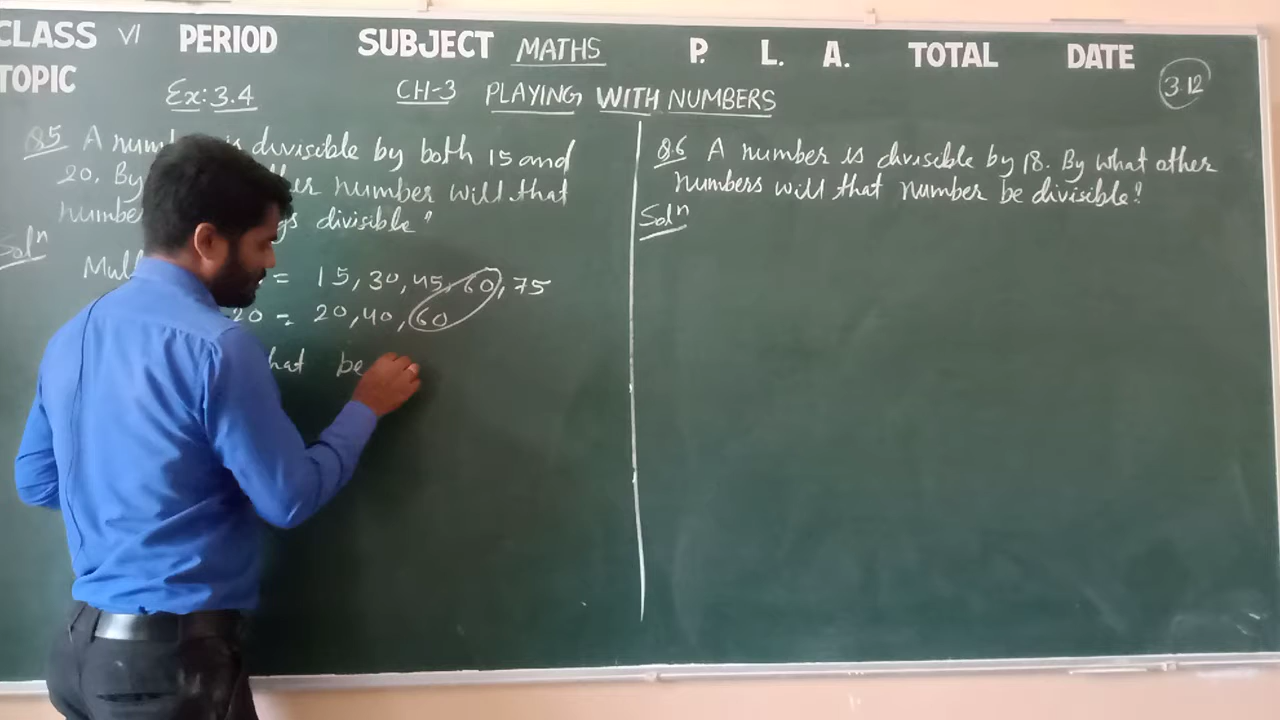 CLASS VI PERIOD SUBJECT MATHS P. L. A. TOTAL DATE
TOPIC Ex: 3.4 CH-3 PLAYING WITH NUMBERS 3.12
Q5 A num is divisible by both 15 and
20. By her number will that
numbe divisible?
Solⁿ
Mul = 15, 30, 45, 60, 75
20 = 20, 40, 60
hat be
Q.6 A number is divisible by 18. By what other
numbers will that number be divisible?
Solⁿ